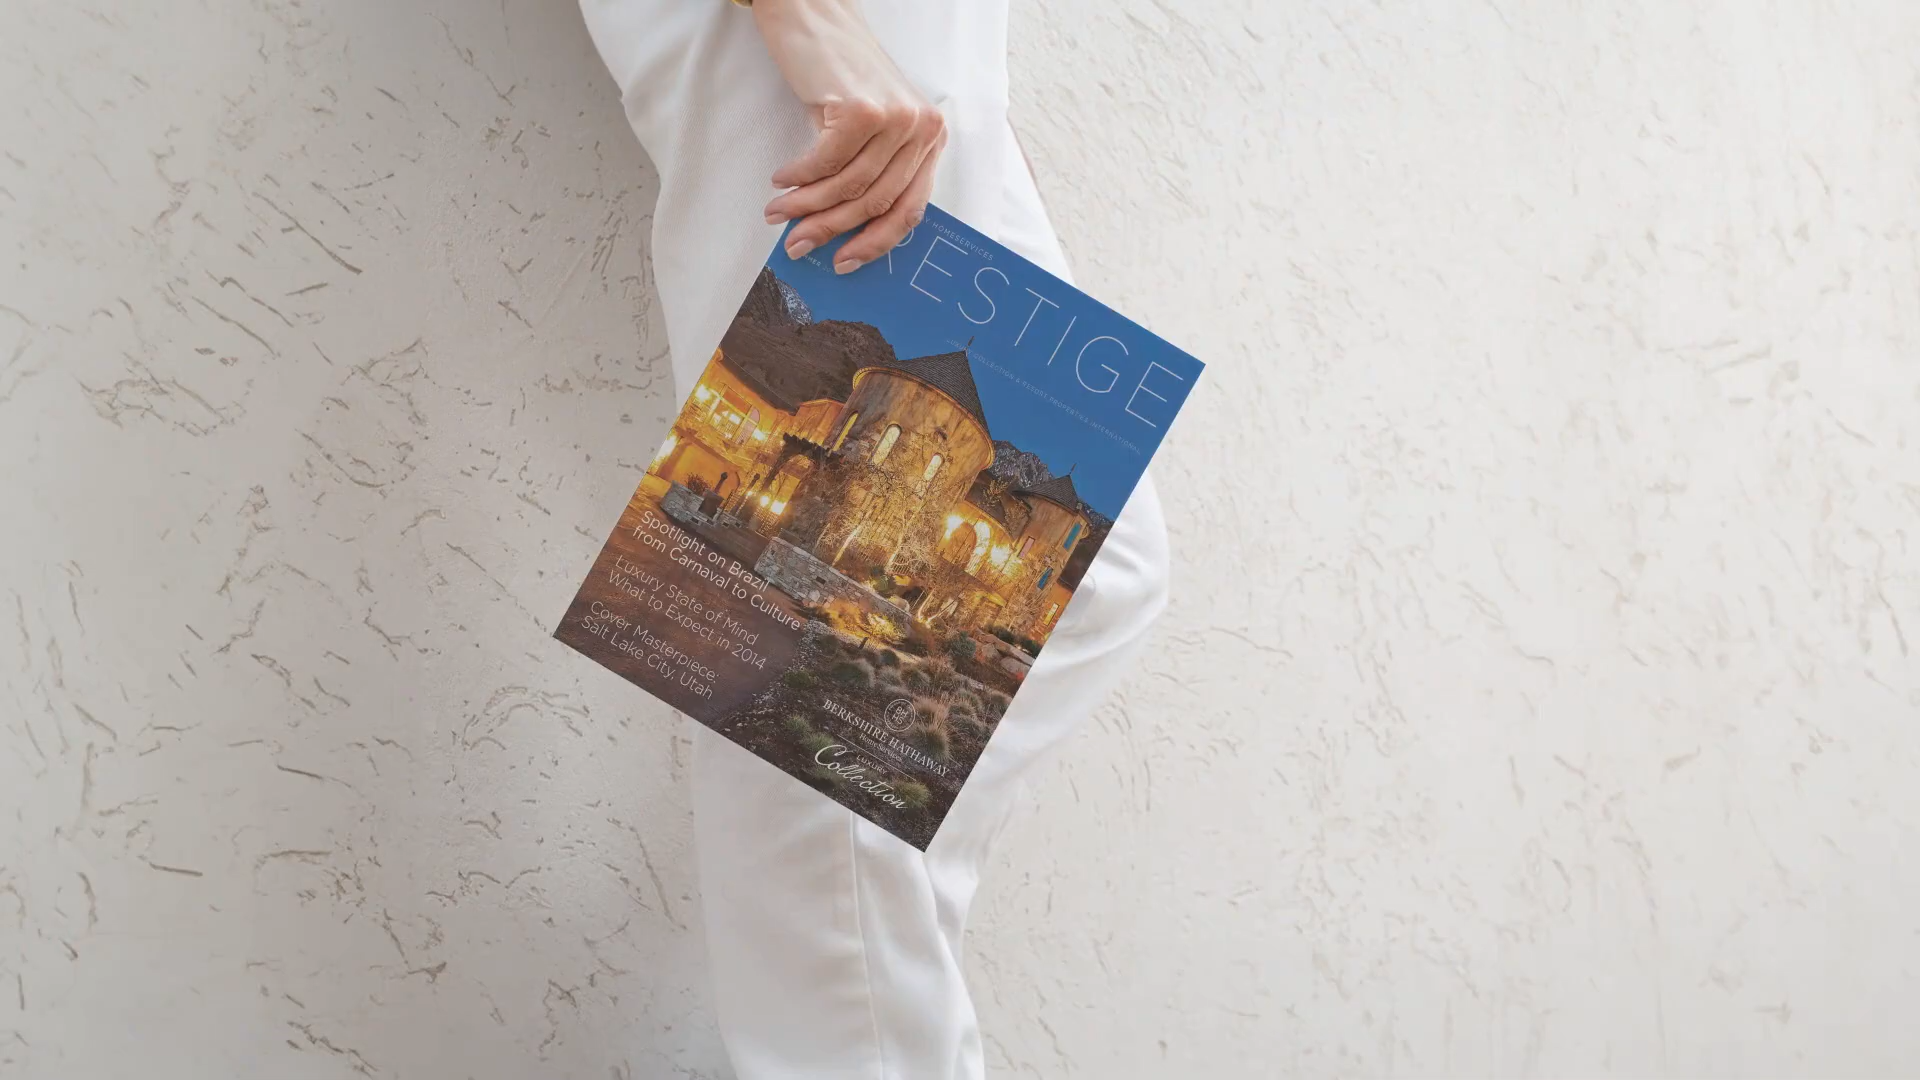 HOMESERVICES
RESTIGE
LUXURY COLLECTION & RESORT PROPERTIES INTERNATIONAL
Spotlight on Brazil
from Carnaval to Culture
Luxury State of Mind
What to Expect in 2014
Cover Masterpiece:
Salt Lake City, Utah
BH
HS
BERKSHIRE HATHAWAY
HomeServices
LUXURY
Collection